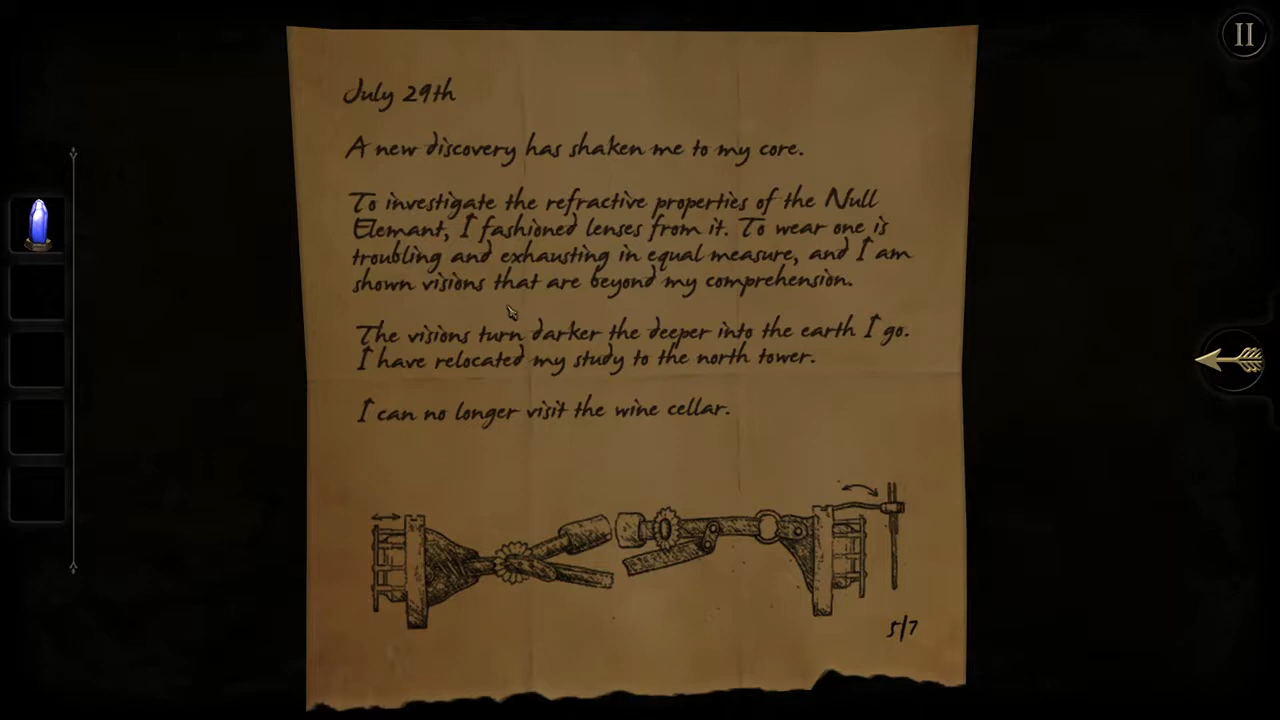 July 29th
A new discovery has shaken me to my core.
To investigate the refractive properties of the Null
Elemant, I fashioned lenses from it. To wear one is
troubling and exhausting in equal measure, and I am
shown visions that are beyond my comprehension.
The visions turn darker the deeper into the earth I go.
I have relocated my study to the north tower.
I can no longer visit the wine cellar.
5/7